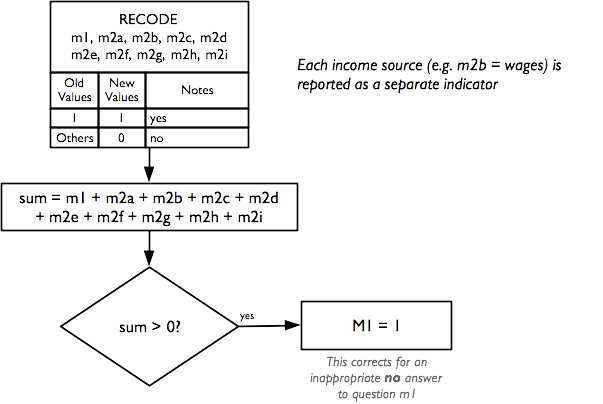 RECODE
m1, m2a, m2b, m2c, m2d
m2e, m2f, m2g, m2h, m2i
Old Values New Values Notes
1 1 yes
Others 0 no
Each income source (e.g. m2b = wages) is
reported as a separate indicator
sum = m1 + m2a + m2b + m2c + m2d
+ m2e + m2f + m2g + m2h + m2i
sum > 0?
yes
M1 = 1
This corrects for an
inappropriate no answer
to question m1